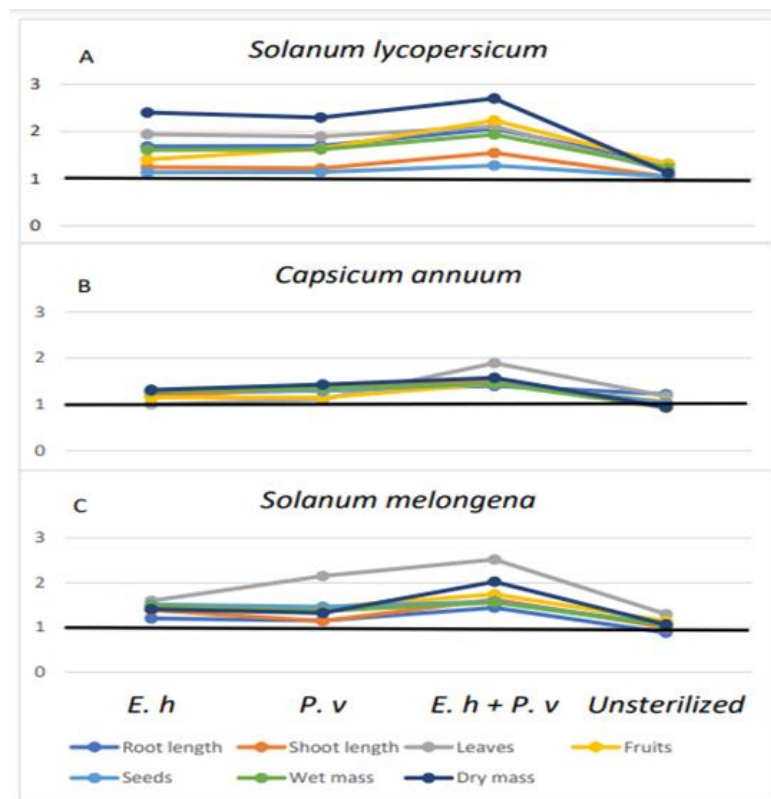 A
Solanum lycopersicum
3
2
1
0
B
Capsicum annuum
3
2
1
0
C
Solanum melongena
3
2
1
0
E. h P. v E. h + P. v Unsterilized
Root length Shoot length Leaves Fruits
Seeds Wet mass Dry mass